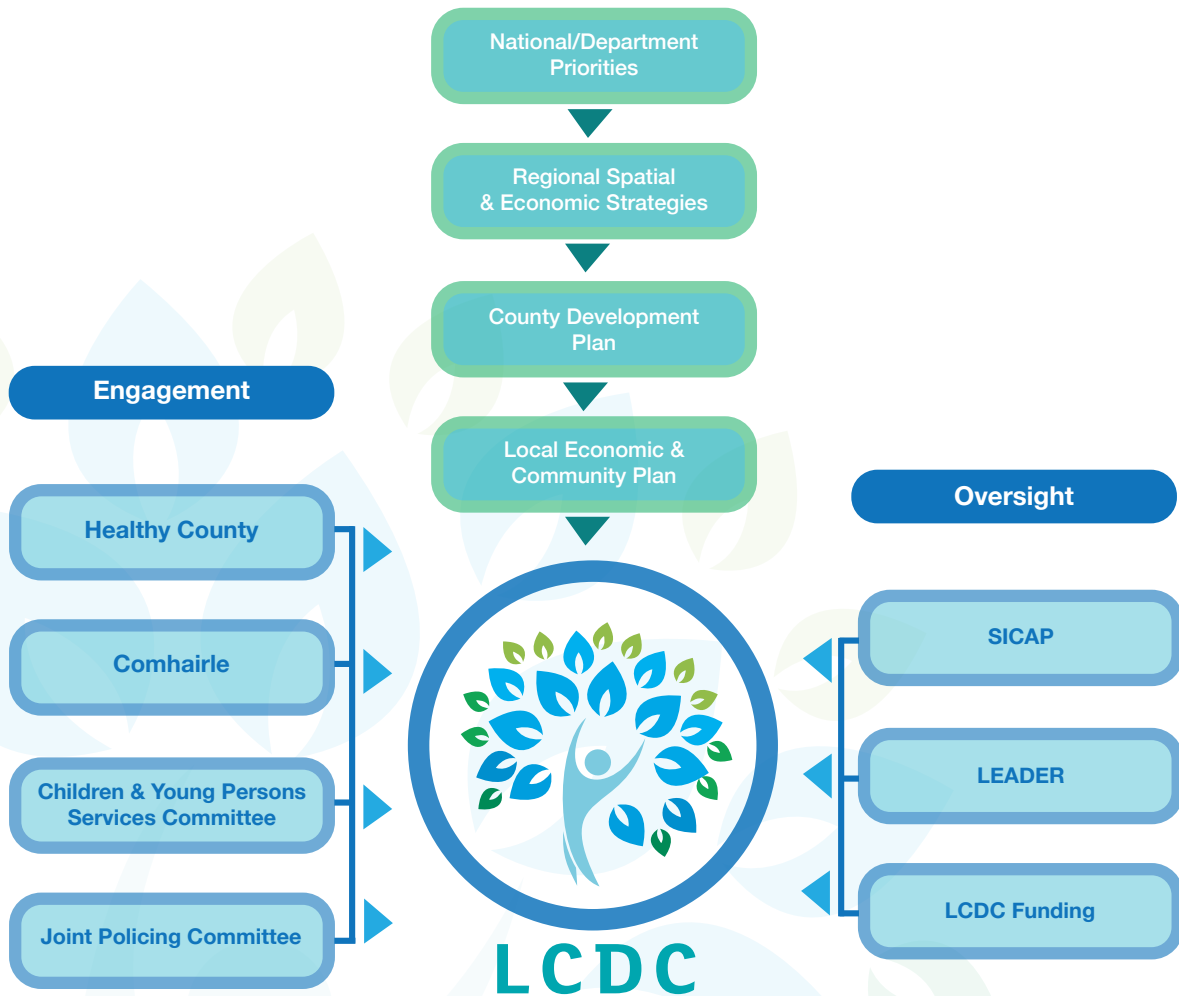 National/Department
Priorities
Regional Spatial
& Economic Strategies
County Development
Plan
Local Economic &
Community Plan
Engagement
Healthy County
Comhairle
Children & Young Persons
Services Committee
Joint Policing Committee
Oversight
SICAP
LEADER
LCDC Funding
LCDC